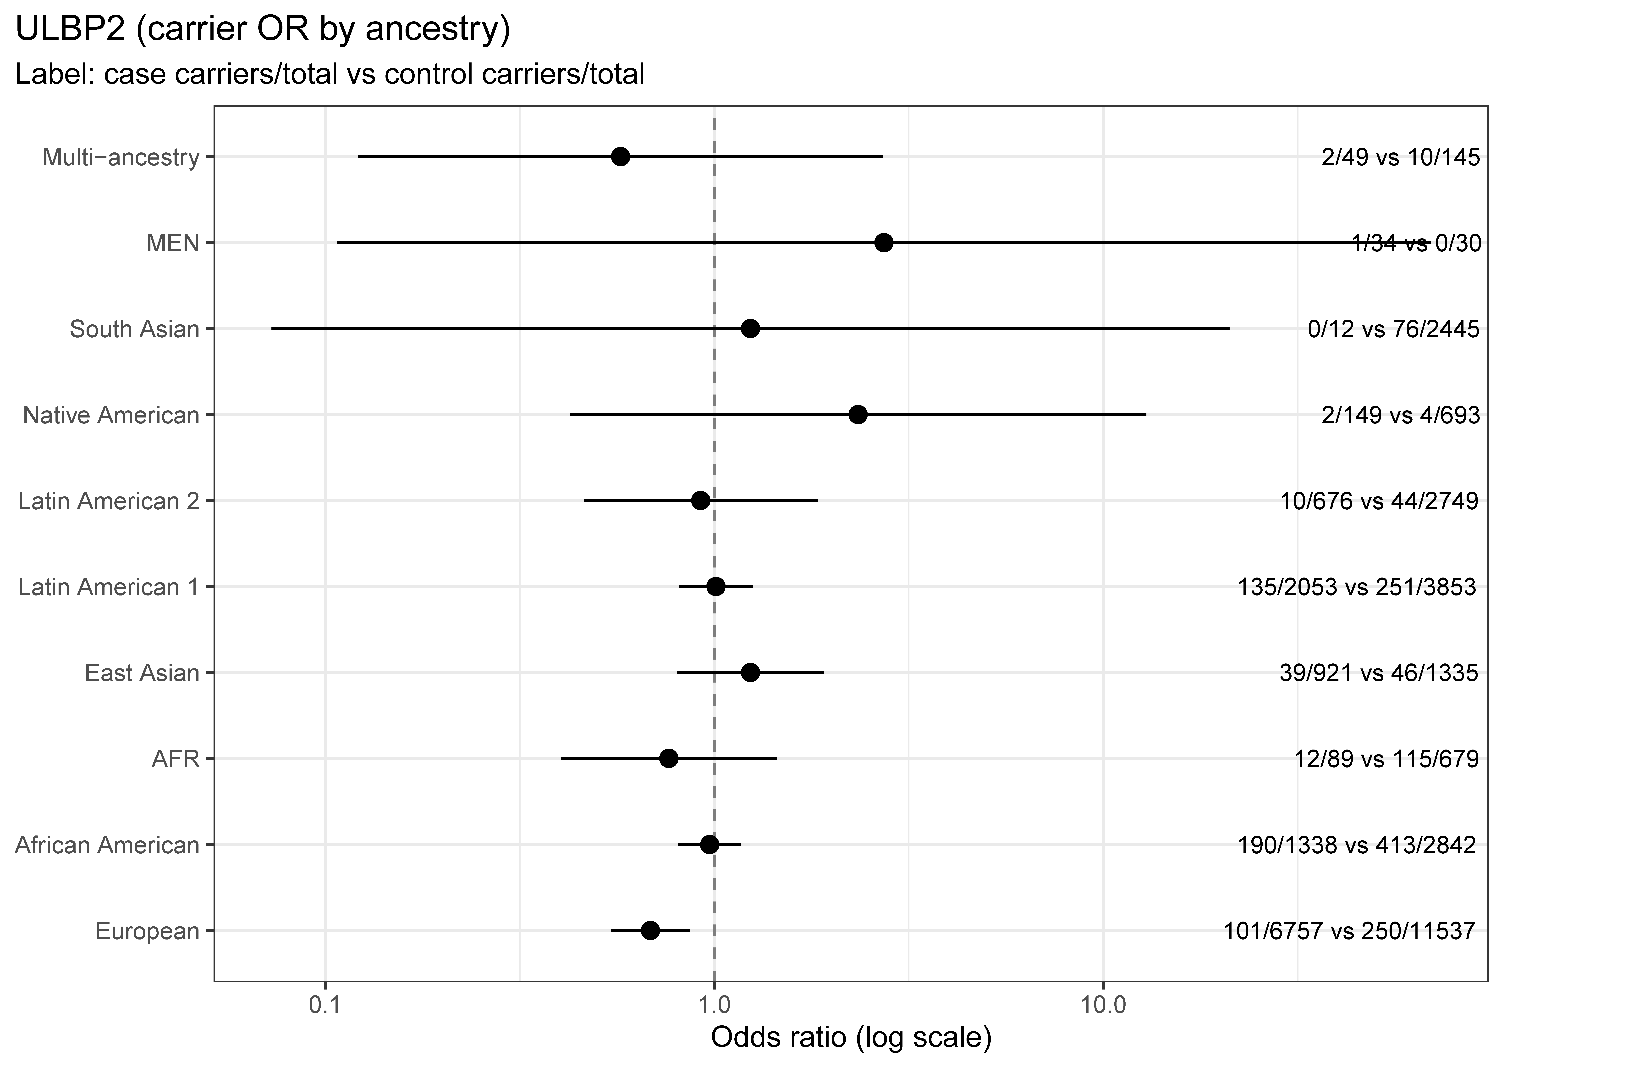 ULBP2 (carrier OR by ancestry)
Label: case carriers/total vs control carriers/total
Multi−ancestry 2/49 vs 10/145
MEN 1/34 vs 0/30
South Asian 0/12 vs 76/2445
Native American 2/149 vs 4/693
Latin American 2 10/676 vs 44/2749
Latin American 1 135/2053 vs 251/3853
East Asian 39/921 vs 46/1335
AFR 12/89 vs 115/679
African American 190/1338 vs 413/2842
European 101/6757 vs 250/11537
0.1 1.0 10.0
Odds ratio (log scale)